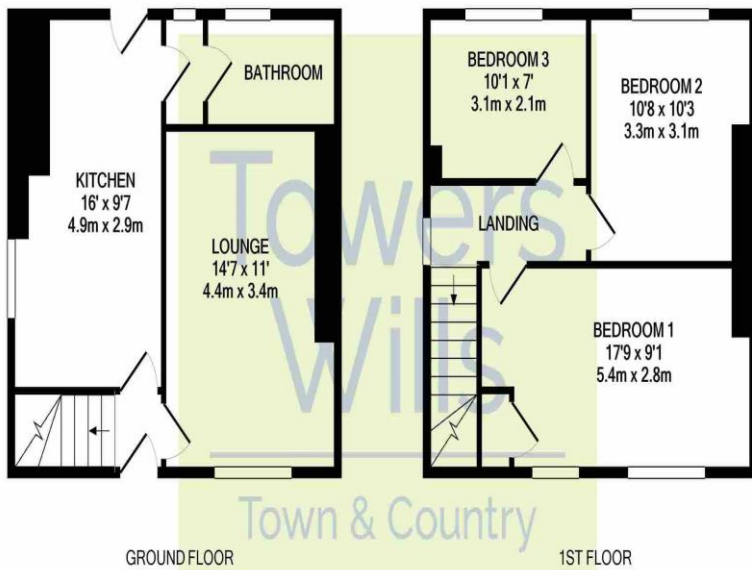 BATHROOM
KITCHEN
16' x 9'7
4.9m x 2.9m
LOUNGE
14'7 x 11'
4.4m x 3.4m
GROUND FLOOR
BEDROOM 3
10'1 x 7'
3.1m x 2.1m
BEDROOM 2
10'8 x 10'3
3.3m x 3.1m
LANDING
BEDROOM 1
17'9 x 9'1
5.4m x 2.8m
1ST FLOOR
Towers
Wills
Town & Country